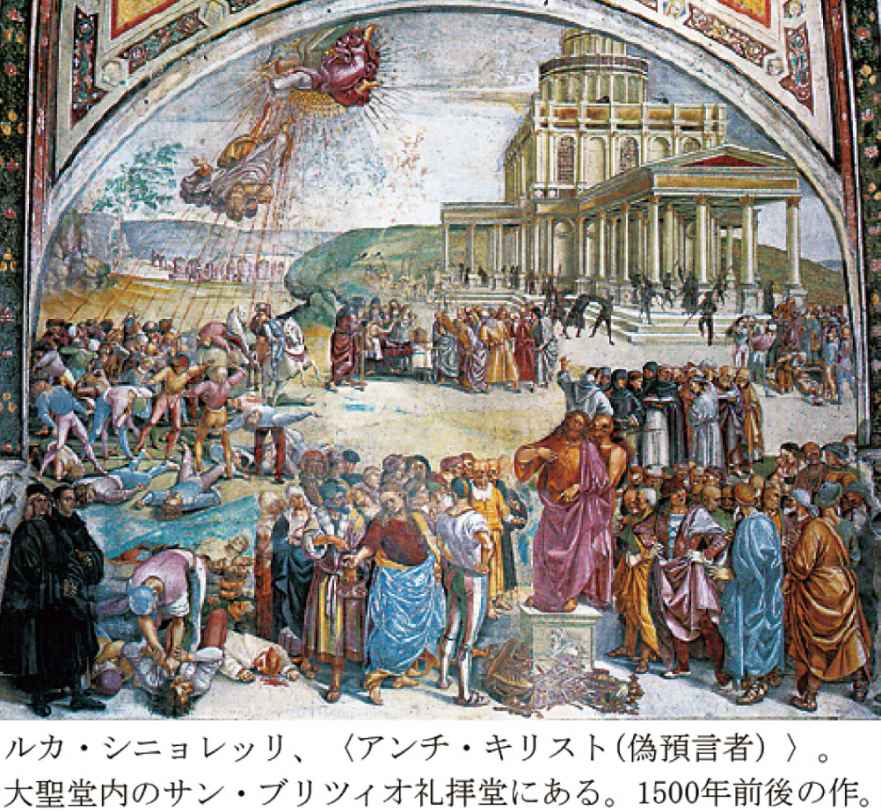 ルカ・シニョレッリ、〈アンチ・キリスト(偽預言者)〉。
大聖堂内のサン・ブリツィオ礼拝堂にある。1500年前後の作。